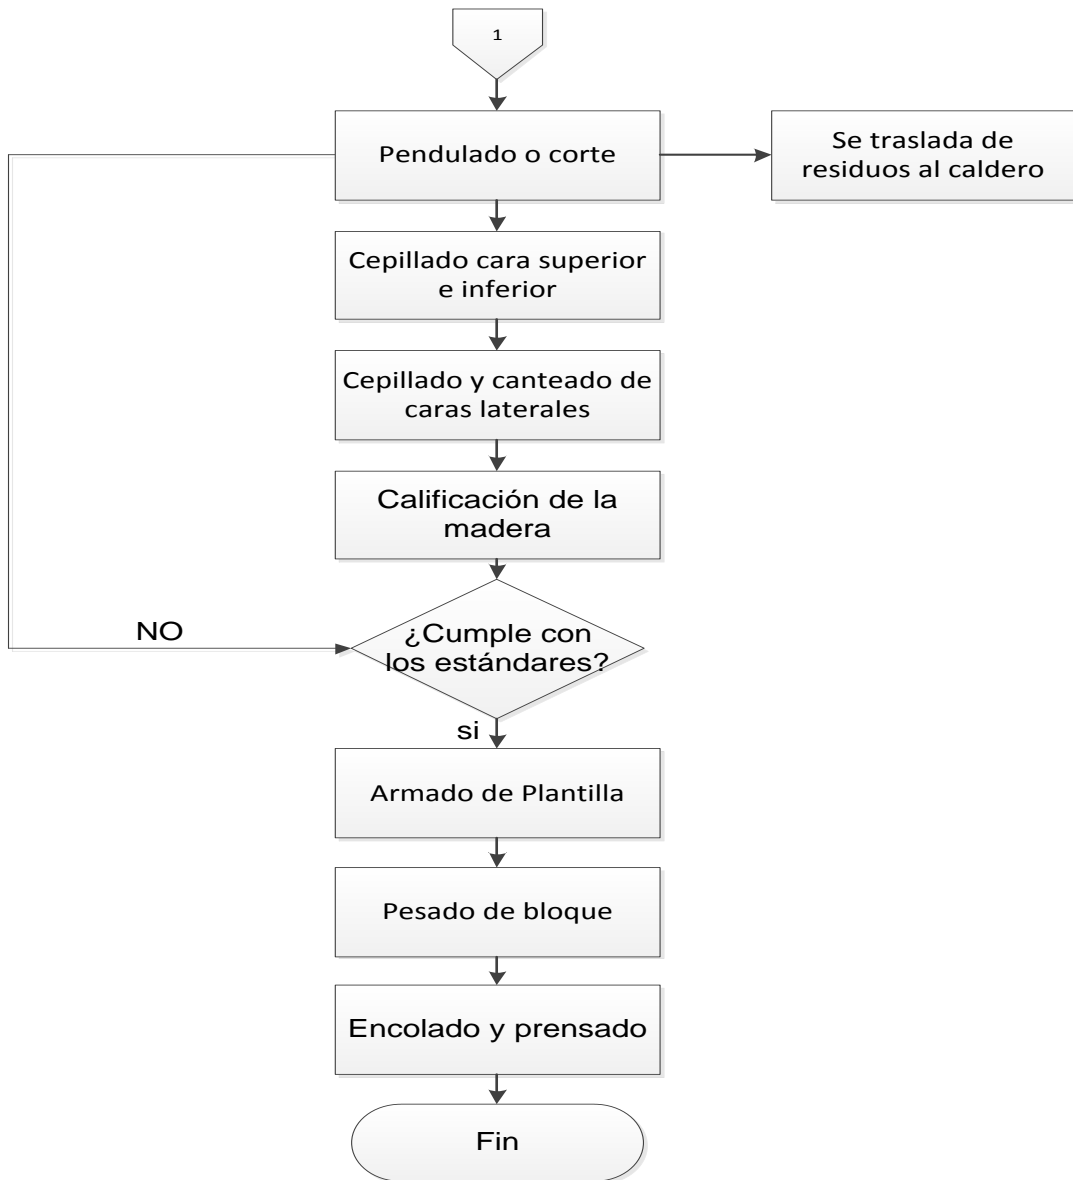 1
Pendulado o corte
Se traslada de
residuos al caldero
Cepillado cara superior
e inferior
Cepillado y canteado de
caras laterales
Calificación de la
madera
NO
¿Cumple con
los estándares?
si
Armado de Plantilla
Pesado de bloque
Encolado y prensado
Fin